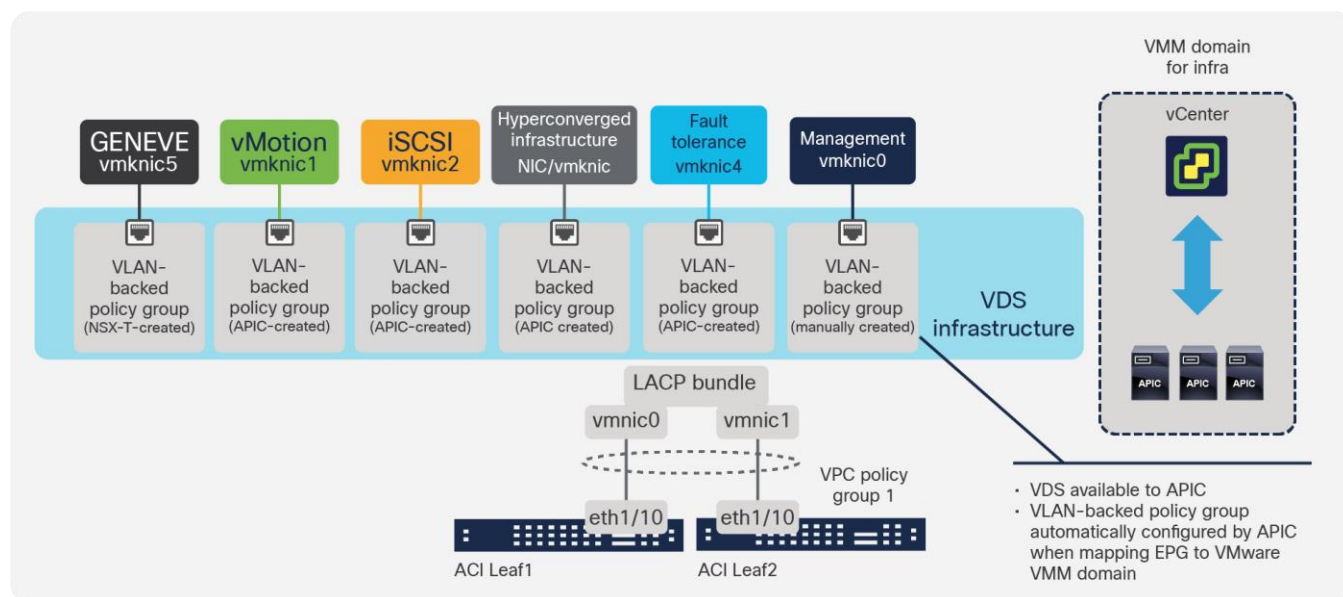 VMM domain
for infra
vCenter
APIC
APIC
APIC
GENEVE
vmknic5
vMotion
vmknic1
iSCSI
vmknic2
Hyperconverged
infrastructure
NIC/vmknic
Fault
tolerance
vmknic4
Management
vmknic0
VLAN-
backed
policy group
(NSX-T-created)
VLAN-
backed
policy group
(APIC-created)
VLAN-
backed
policy group
(APIC-created)
VLAN-
backed
policy group
(APIC created)
VLAN-
backed
policy group
(APIC-created)
VLAN-
backed
policy group
(manually created)
VDS
infrastructure
LACP bundle
vmnic0
vmnic1
VPC policy
group 1
eth1/10
eth1/10
ACI Leaf1
ACI Leaf2
· VDS available to APIC
· VLAN-backed policy group
automatically configured by APIC
when mapping EPG to VMware
VMM domain